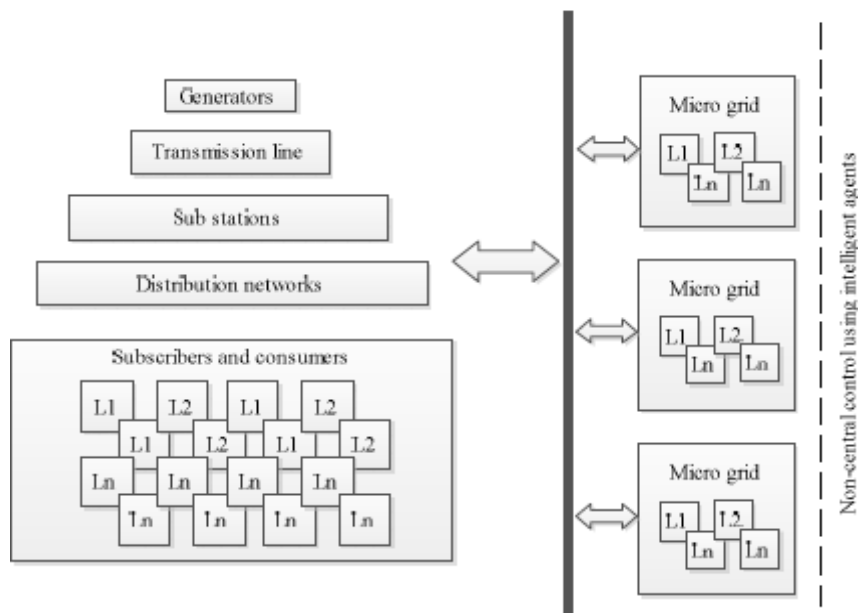 Generators
Transmission line
Sub stations
Distribution networks
Subscribers and consumers
L1 L2 L1 L2
L1 L2 L1 L2
Ln Ln Ln Ln
Ln Ln Ln Ln
Micro grid
L1 L2
Ln Ln
Micro grid
L1 L2
Ln Ln
Micro grid
L1 L2
Ln Ln
Non-central control using intelligent agents